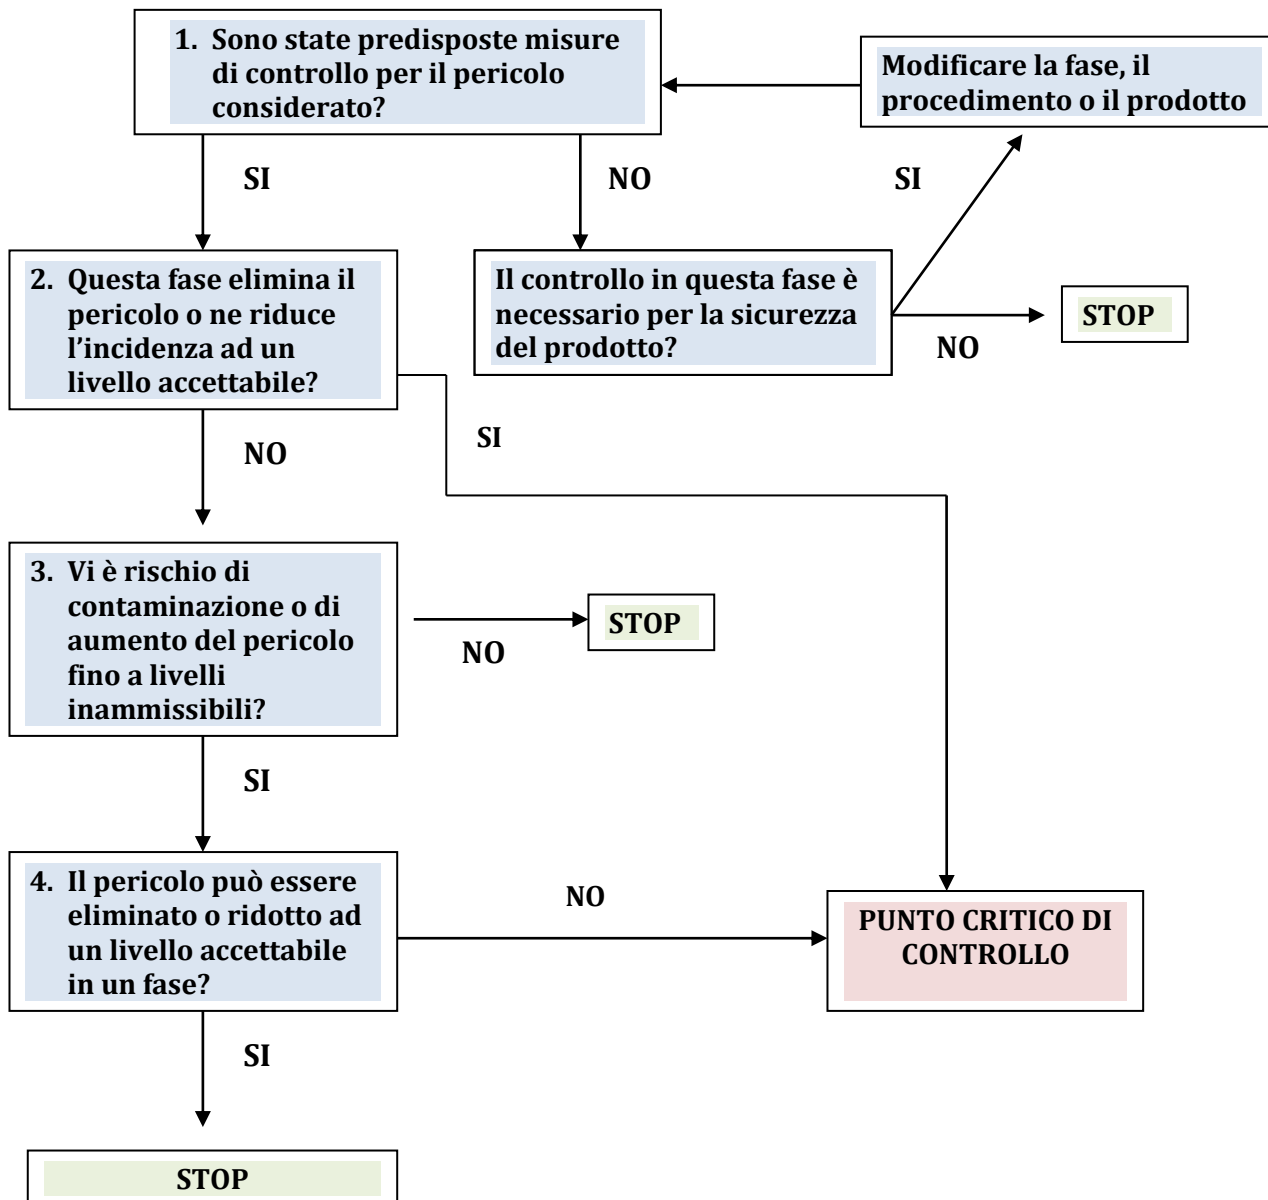 1. Sono state predisposte misure
di controllo per il pericolo
considerato?
Modificare la fase, il
procedimento o il prodotto
SI
NO
SI
2. Questa fase elimina il
pericolo o ne riduce
l’incidenza ad un
livello accettabile?
Il controllo in questa fase è
necessario per la sicurezza
del prodotto?
STOP
NO
SI
NO
3. Vi è rischio di
contaminazione o di
aumento del pericolo
fino a livelli
inammissibili?
STOP
NO
SI
4. Il pericolo può essere
eliminato o ridotto ad
un livello accettabile
in un fase?
NO
PUNTO CRITICO DI
CONTROLLO
SI
STOP